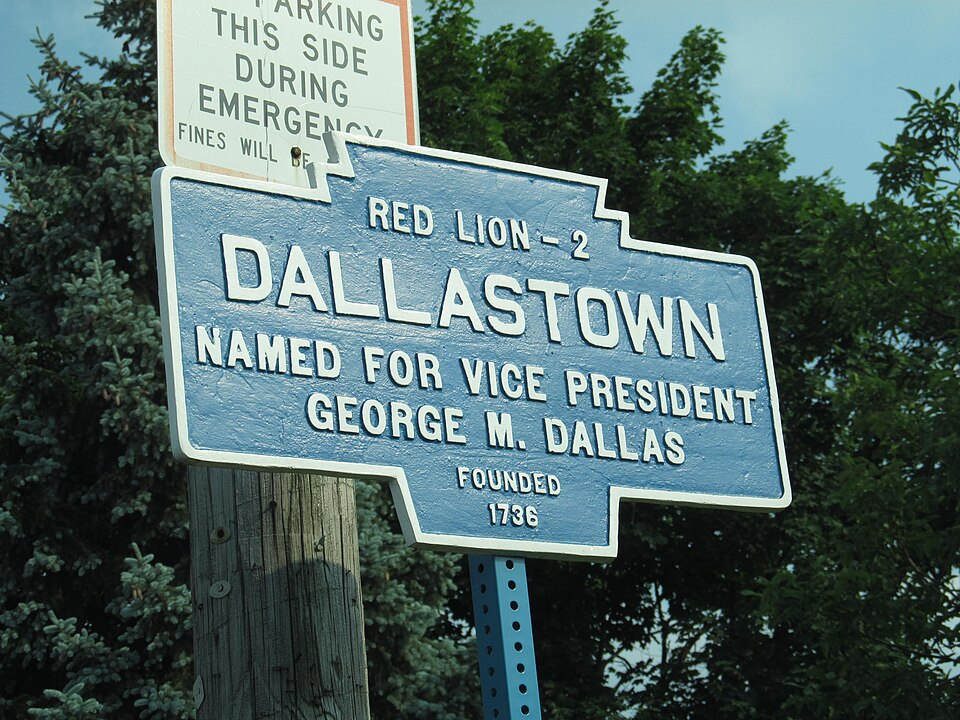 PARKING
THIS SIDE
DURING
EMERGENCY
FINES WILL BE
RED LION - 2
DALLASTOWN
NAMED FOR VICE PRESIDENT
GEORGE M. DALLAS
FOUNDED
1736